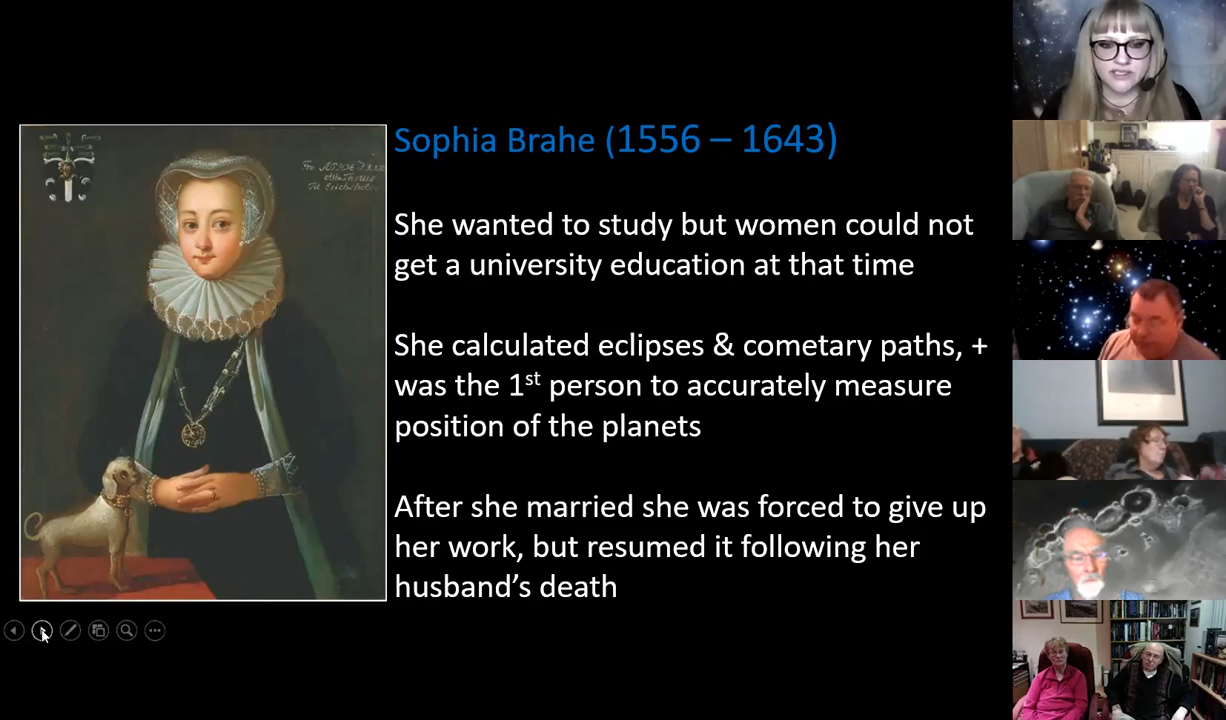 Sophia Brahe (1556 – 1643)
She wanted to study but women could not
get a university education at that time
She calculated eclipses & cometary paths, +
was the 1st person to accurately measure
position of the planets
After she married she was forced to give up
her work, but resumed it following her
husband’s death